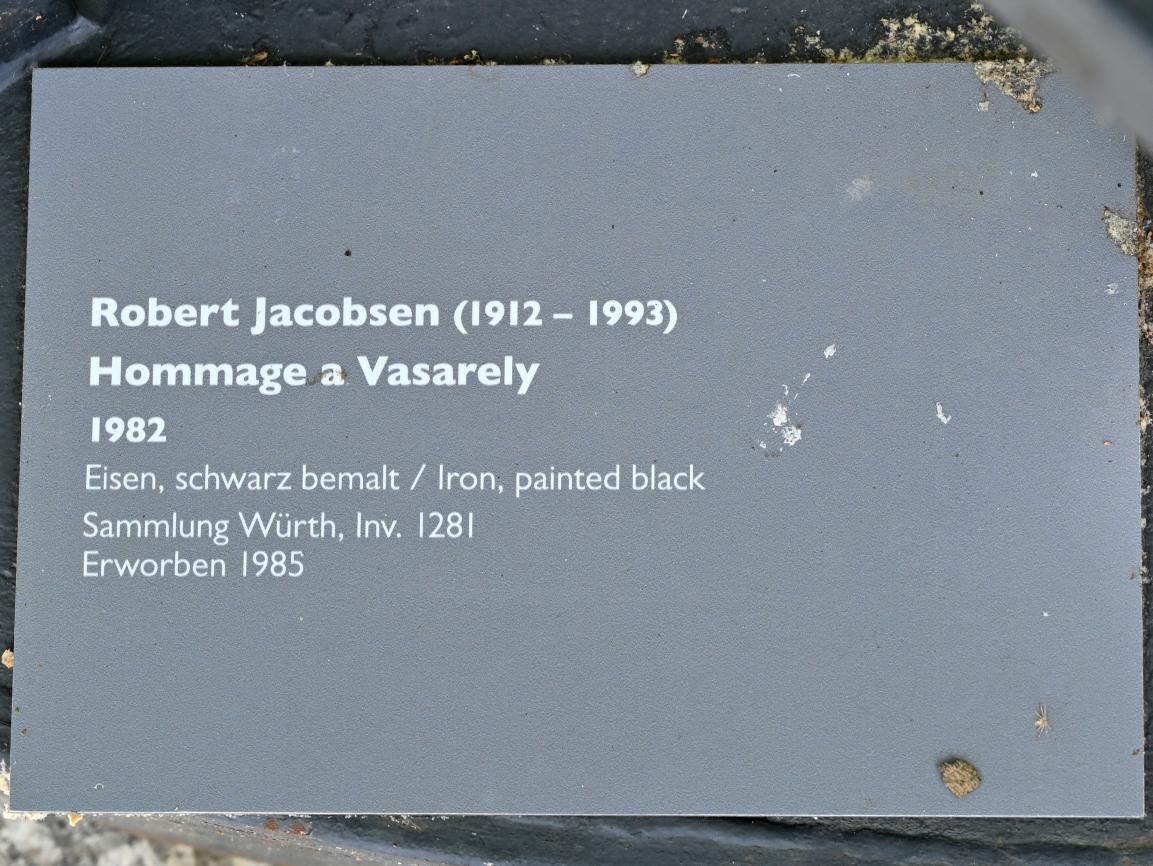 Robert Jacobsen (1912 – 1993)
Hommage a Vasarely
1982
Eisen, schwarz bemalt / Iron, painted black
Sammlung Würth, Inv. 1281
Erworben 1985